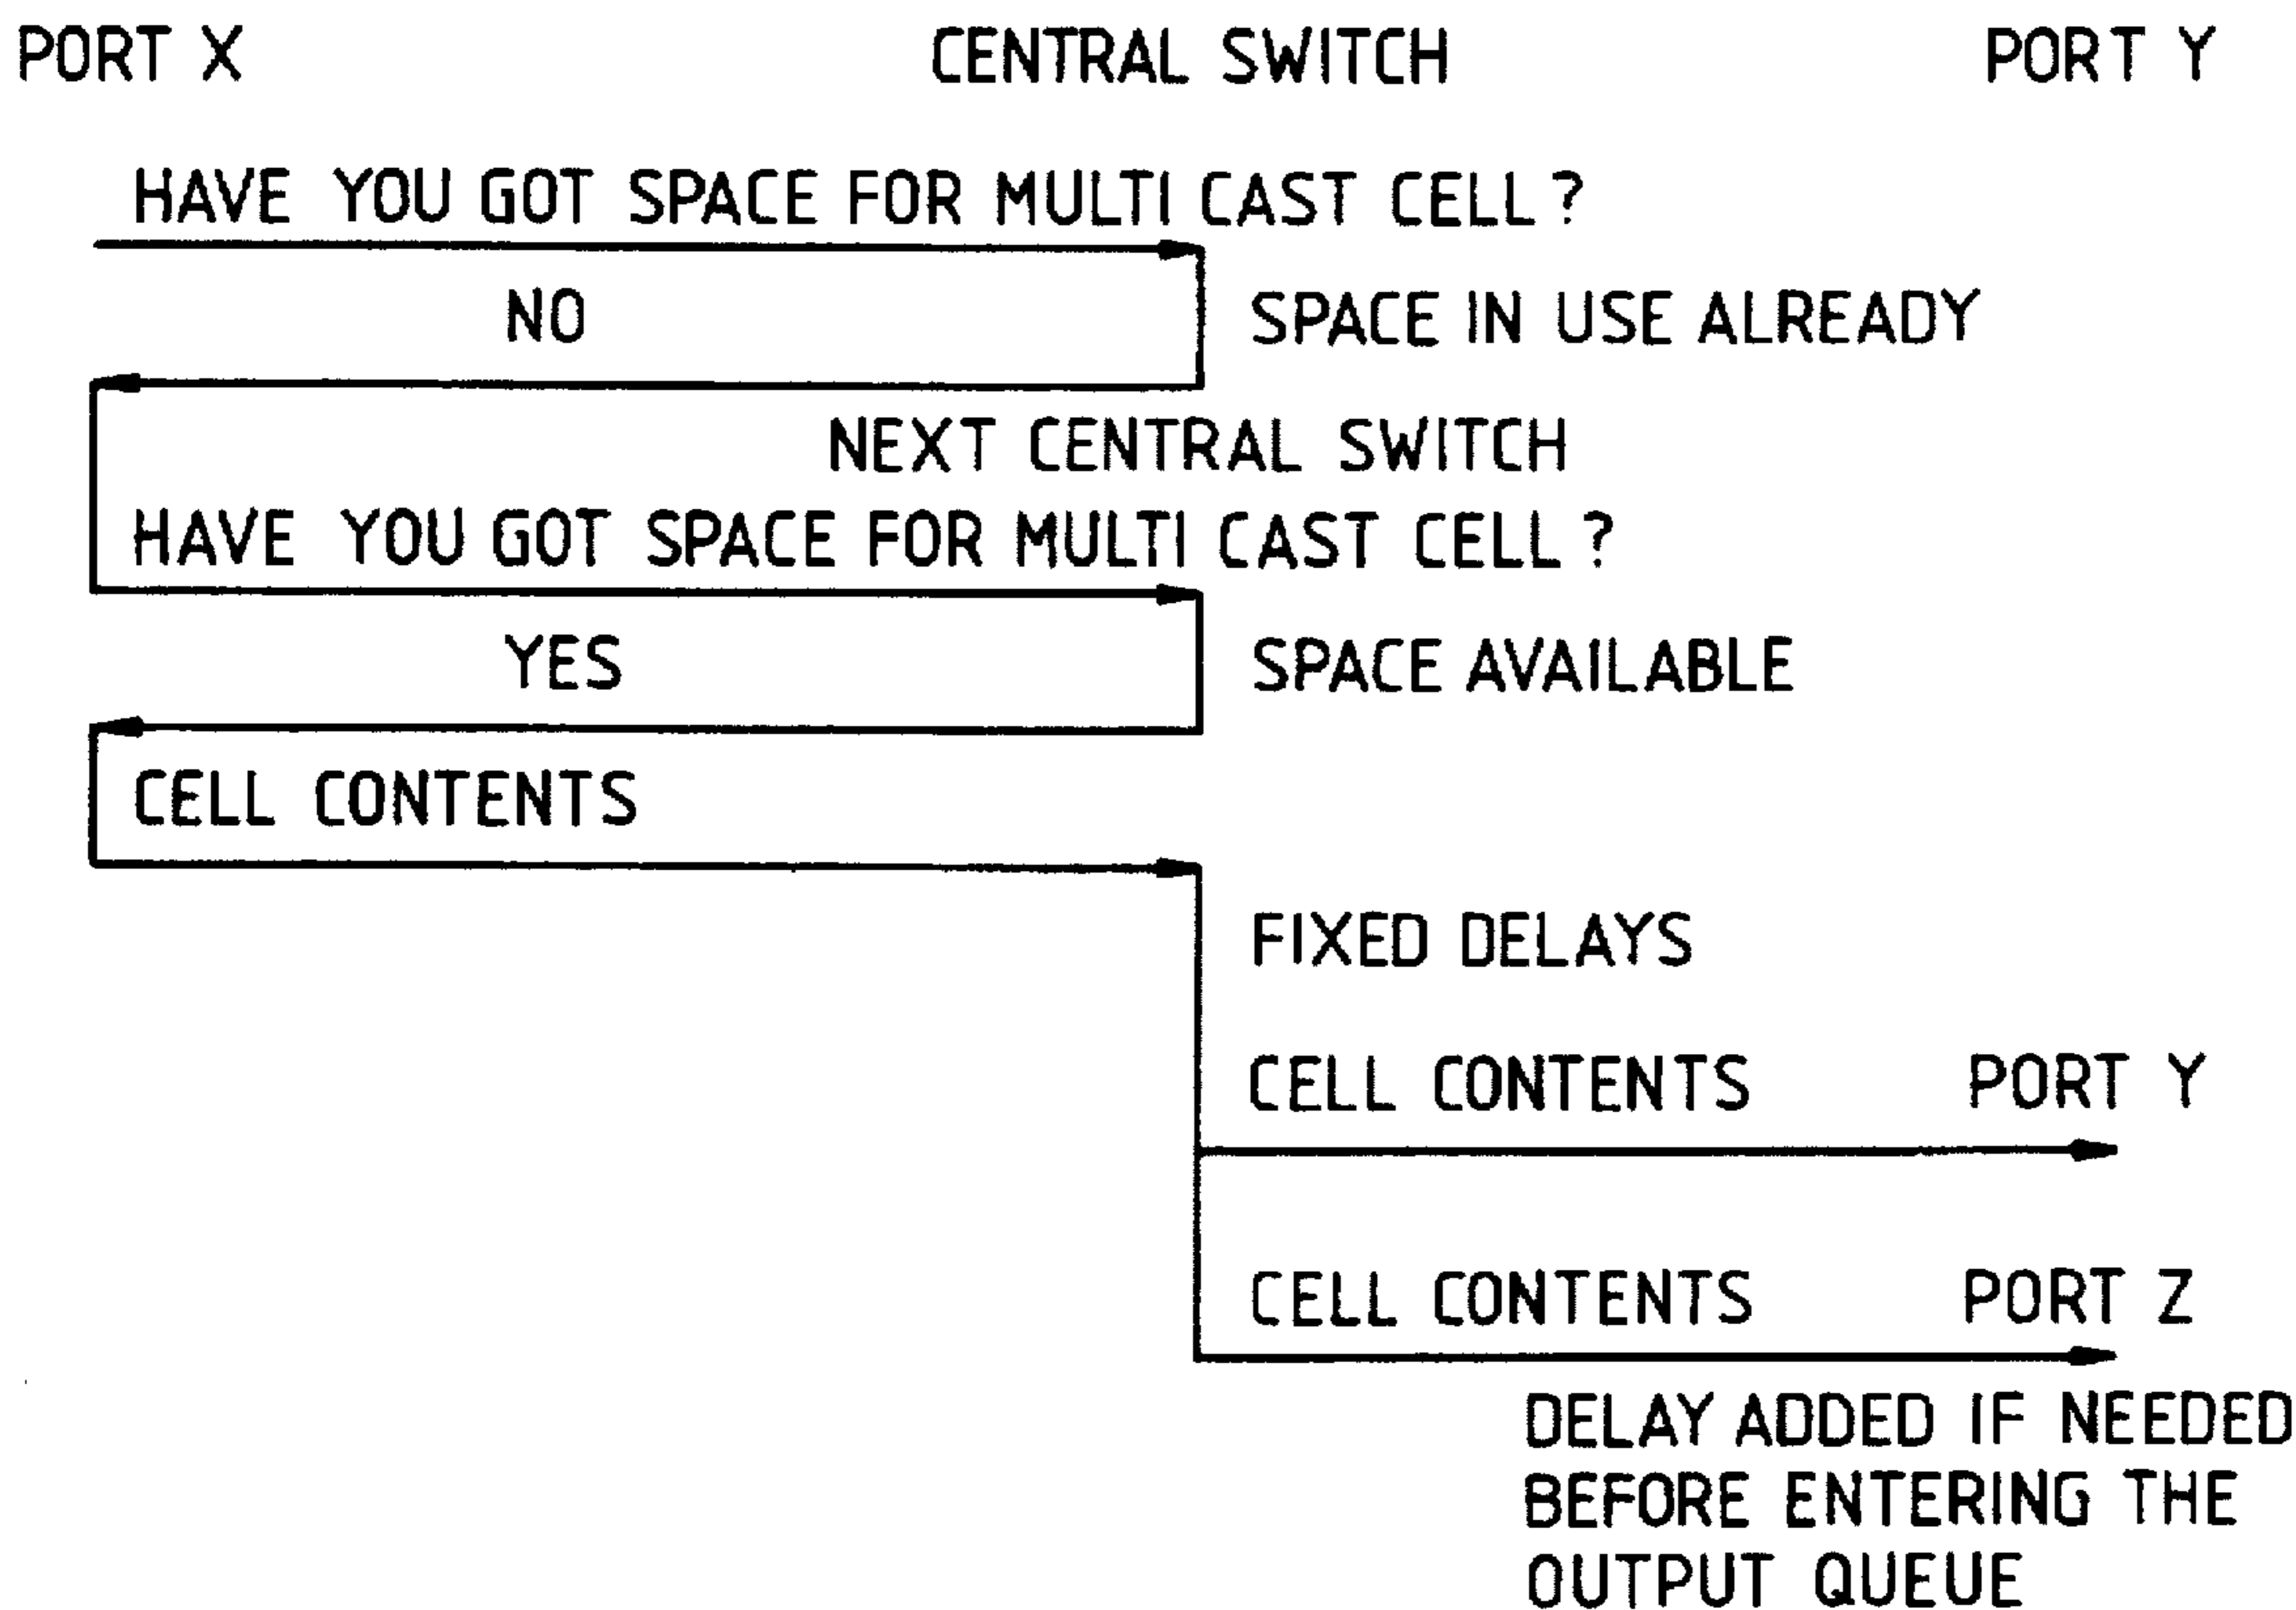 PORT X CENTRAL SWITCH PORT Y
HAVE YOU GOT SPACE FOR MULTI CAST CELL ?
NO SPACE IN USE ALREADY
NEXT CENTRAL SWITCH
HAVE YOU GOT SPACE FOR MULTI CAST CELL ?
YES SPACE AVAILABLE
CELL CONTENTS
FIXED DELAYS
CELL CONTENTS PORT Y
CELL CONTENTS PORT Z
DELAY ADDED IF NEEDED
BEFORE ENTERING THE
OUTPUT QUEUE